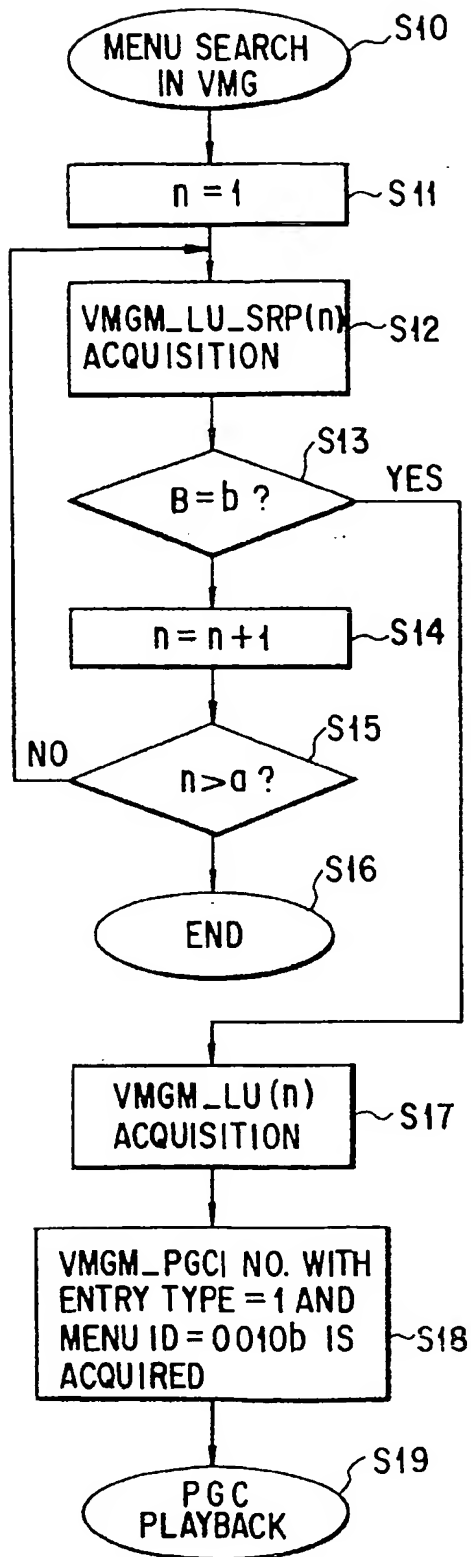 S10
MENU SEARCH
IN VMG
n = 1
S11
VMGM_LU_SRP(n)
ACQUISITION
S12
S13
B = b ?
YES
n = n + 1
S14
S15
NO
n > a ?
S16
END
VMGM_LU (n)
ACQUISITION
S17
VMGM_PGCI NO. WITH
ENTRY TYPE = 1 AND
MENU ID = 0010b IS
ACQUIRED
S18
S19
PGC
PLAYBACK